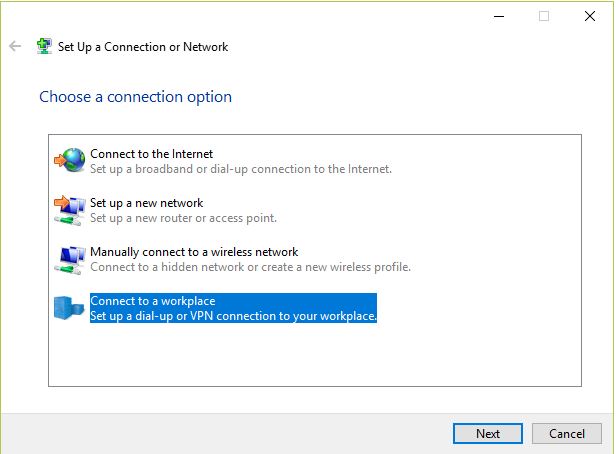 Set Up a Connection or Network
Choose a connection option
Connect to the Internet
Set up a broadband or dial-up connection to the Internet.
Set up a new network
Set up a new router or access point.
Manually connect to a wireless network
Connect to a hidden network or create a new wireless profile.
Connect to a workplace
Set up a dial-up or VPN connection to your workplace.
Next
Cancel